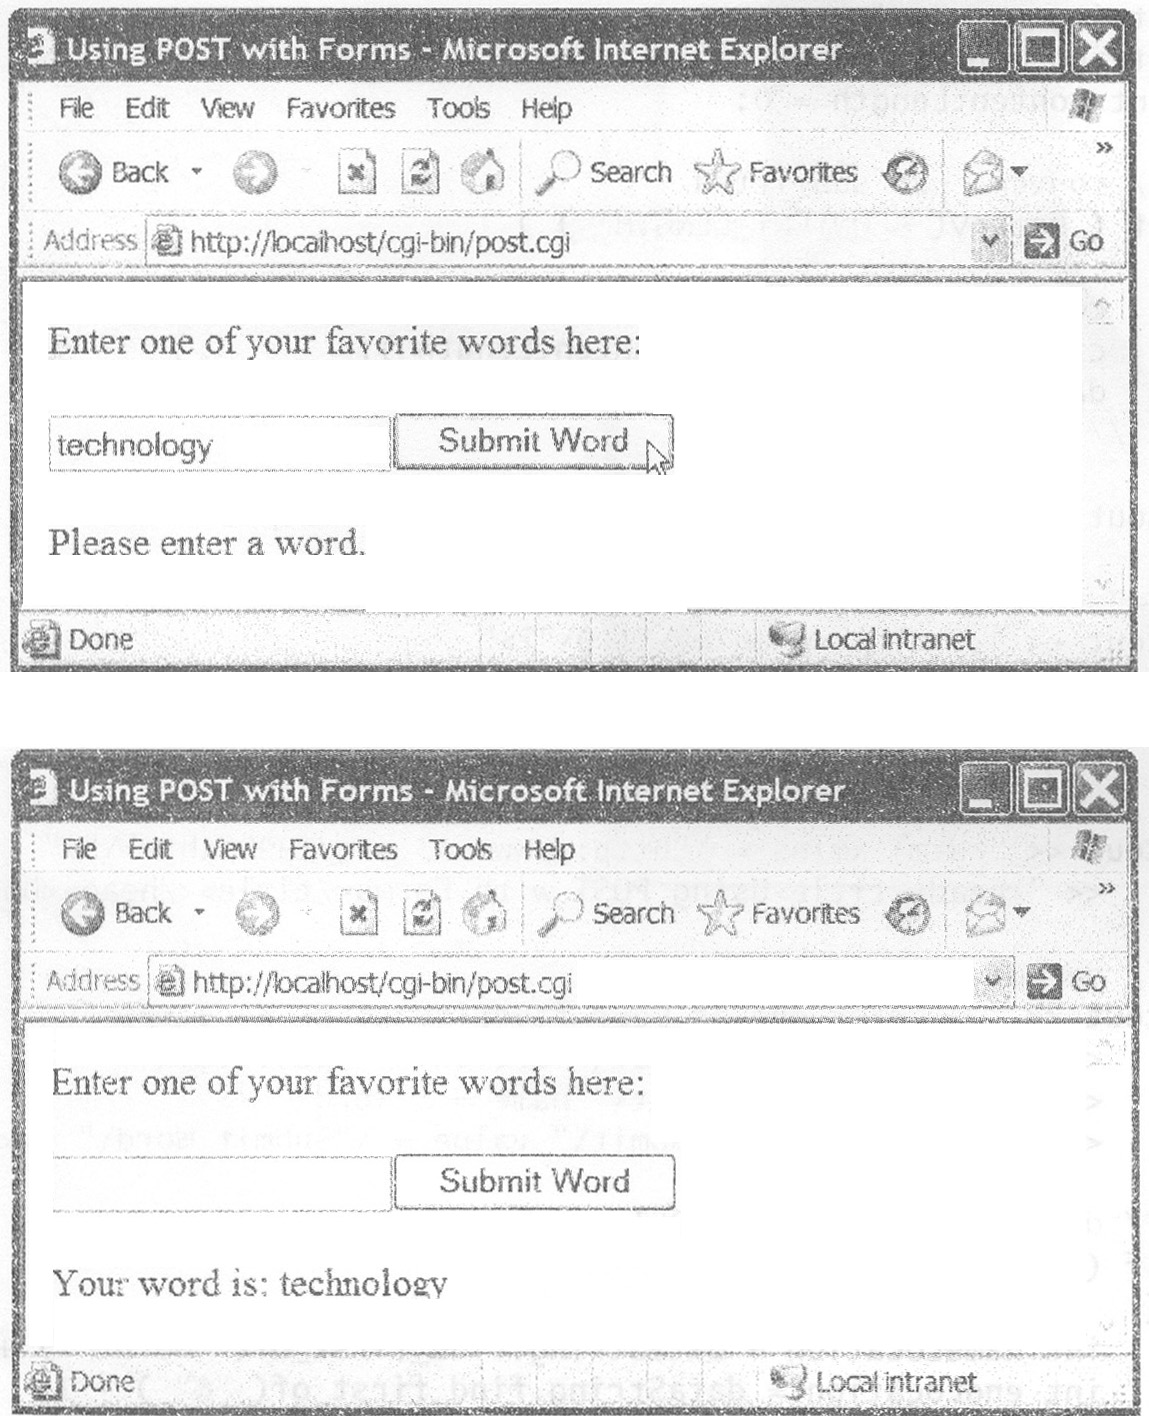 Using POST with Forms - Microsoft Internet Explorer
File Edit View Favorites Tools Help
Back Search Favorites
Address http://localhost/cgi-bin/post.cgi Go
Enter one of your favorite words here:
technology Submit Word
Please enter a word.
Done Local intranet
Using POST with Forms - Microsoft Internet Explorer
File Edit View Favorites Tools Help
Back Search Favorites
Address http://localhost/cgi-bin/post.cgi Go
Enter one of your favorite words here:
Submit Word
Your word is: technology
Done Local intranet